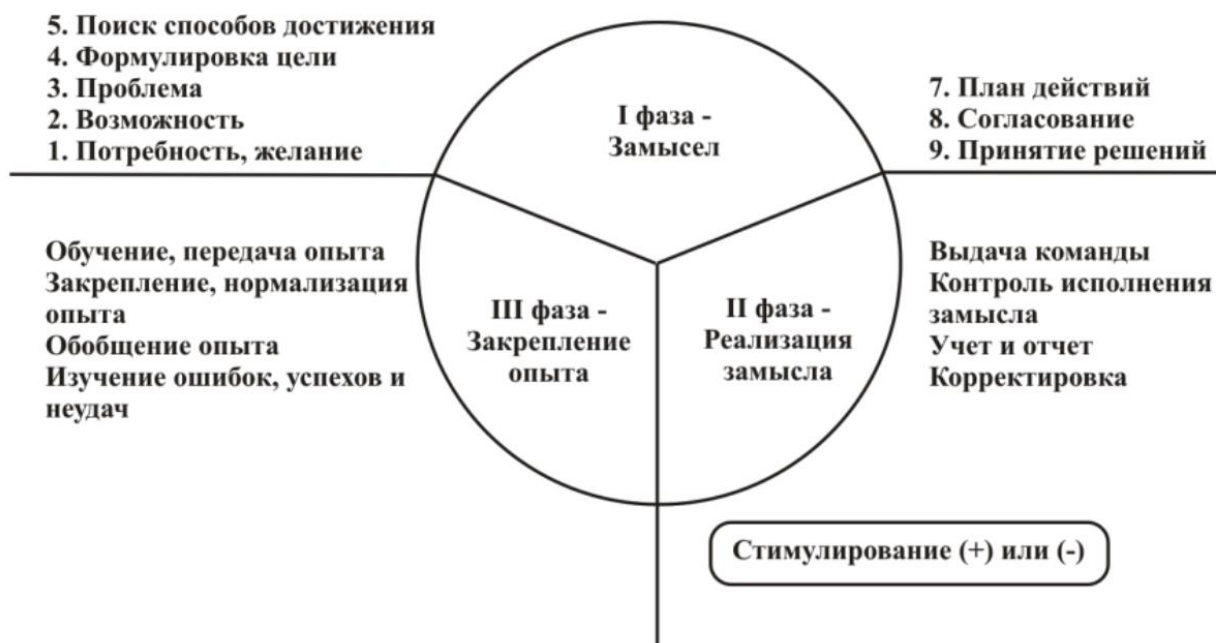 5. Поиск способов достижения
4. Формулировка цели
3. Проблема
2. Возможность
1. Потребность, желание
I фаза -
Замысел
7. План действий
8. Согласование
9. Принятие решений
Обучение, передача опыта
Закрепление, нормализация
опыта
Обобщение опыта
Изучение ошибок, успехов и
неудач
III фаза -
Закрепление
опыта
II фаза -
Реализация
замысла
Выдача команды
Контроль исполнения
замысла
Учет и отчет
Корректировка
Стимулирование (+) или (-)